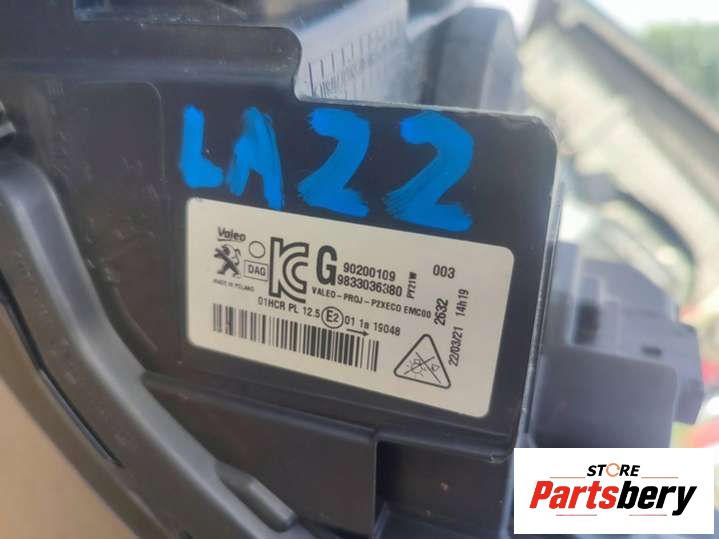 LA22
Valeo
DAG
MADE IN POLAND
KC
G
90200109
9833036380
003
PY21W
VALEO-PROJ-P2XECO EMC00
2632
01HCR PL 12.5 E2 01 1a 19048
22/03/21 14h19
STORE
Partsbery